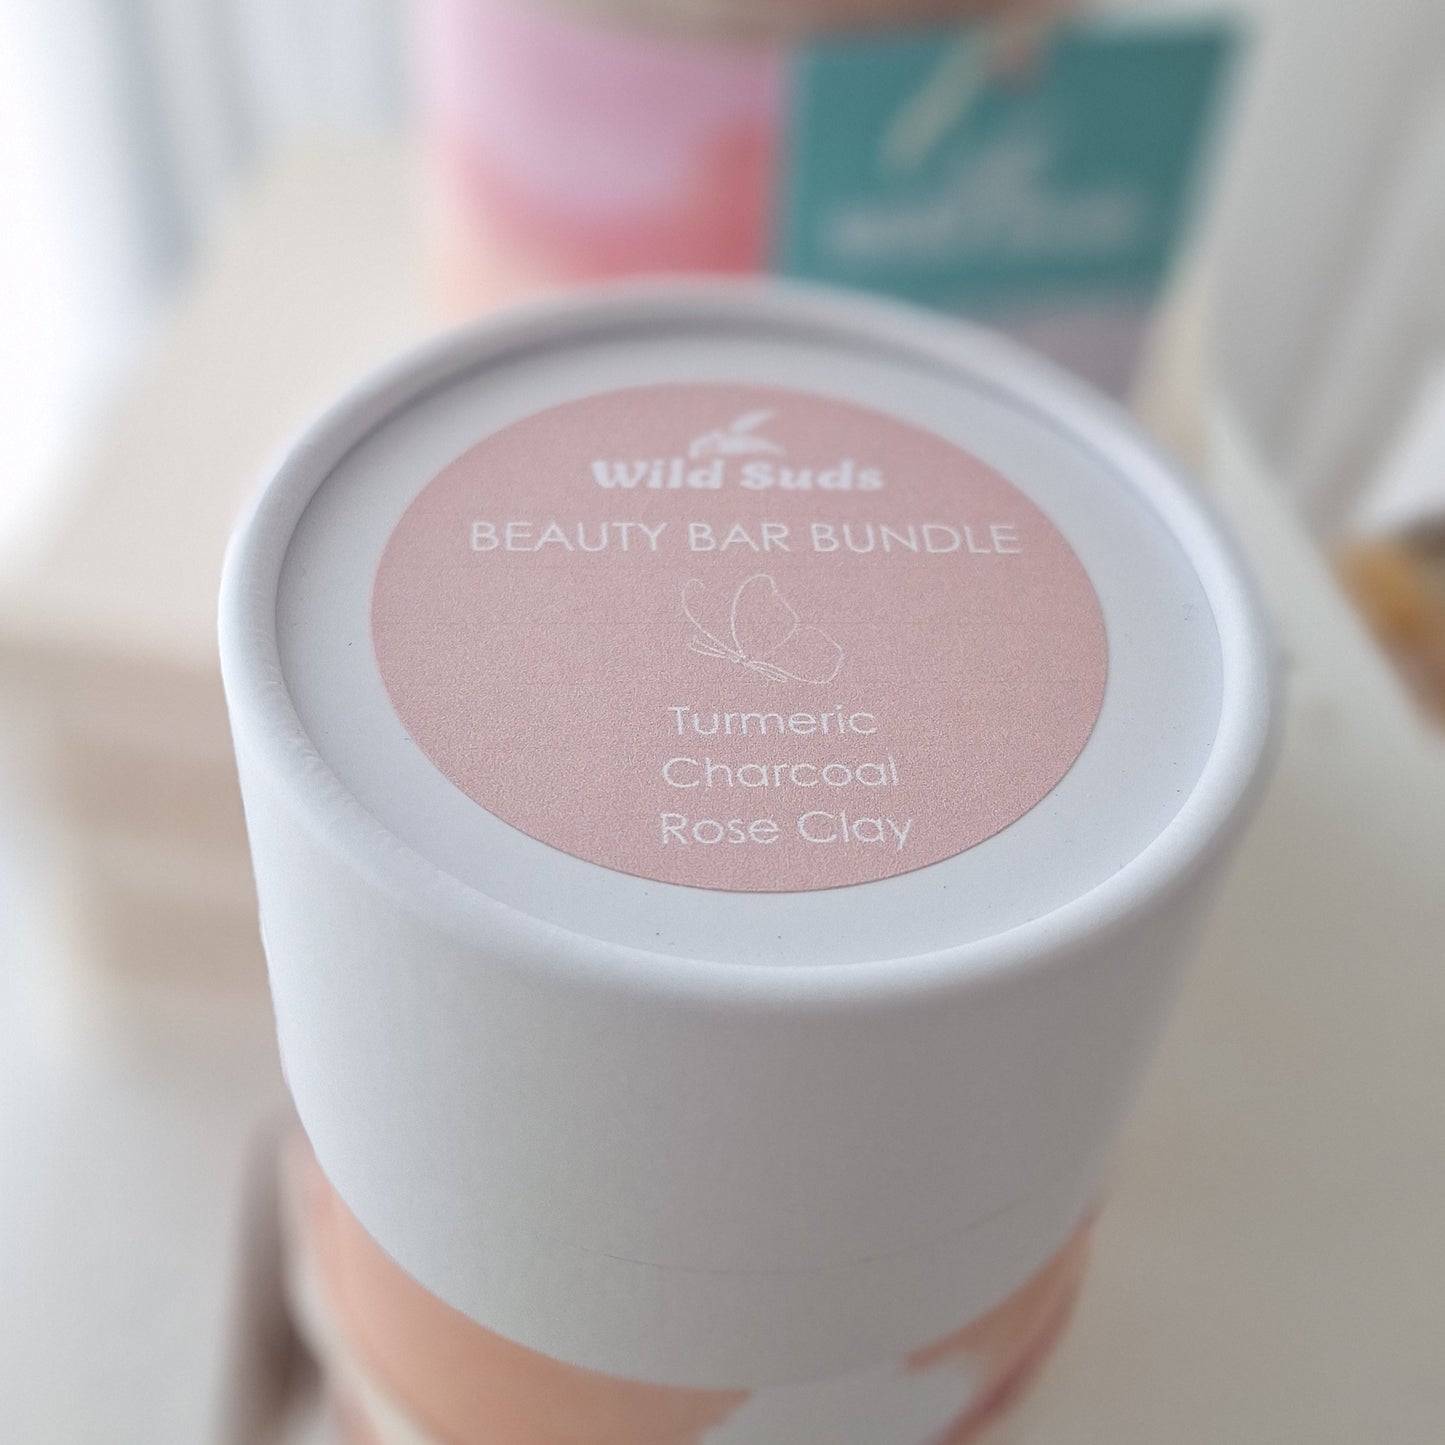 Wild Suds
BEAUTY BAR BUNDLE
Turmeric
Charcoal
Rose Clay